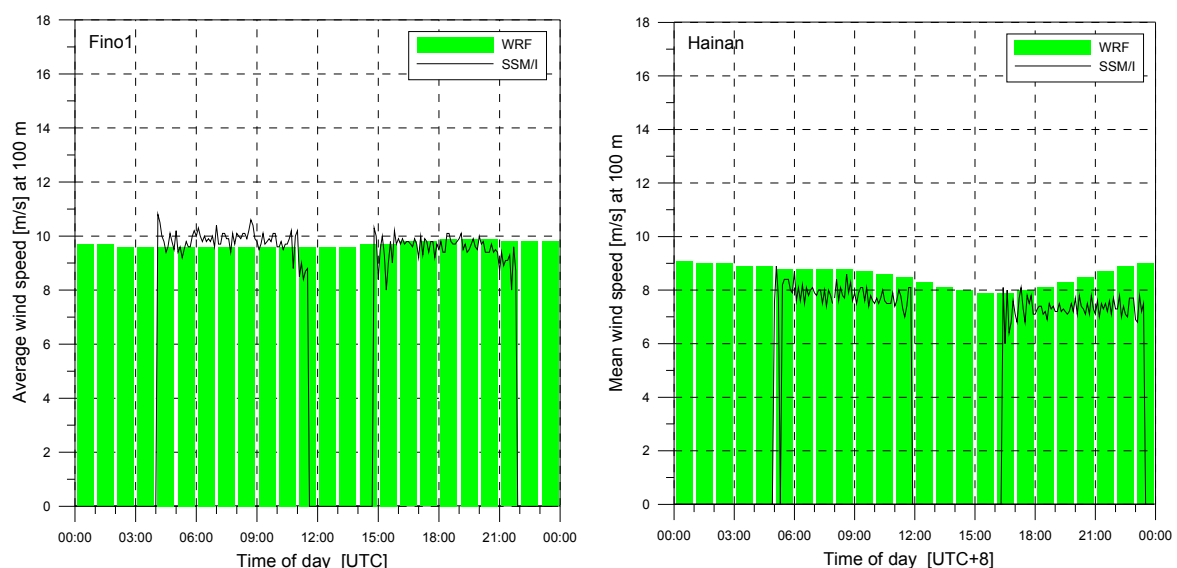 Fino1
WRF
SSM/I
Average wind speed [m/s] at 100 m
18
16
14
12
10
8
6
4
2
0
00:00 03:00 06:00 09:00 12:00 15:00 18:00 21:00 00:00
Time of day [UTC]
Hainan
WRF
SSM/I
Mean wind speed [m/s] at 100 m
18
16
14
12
10
8
6
4
2
0
00:00 03:00 06:00 09:00 12:00 15:00 18:00 21:00 00:00
Time of day [UTC+8]